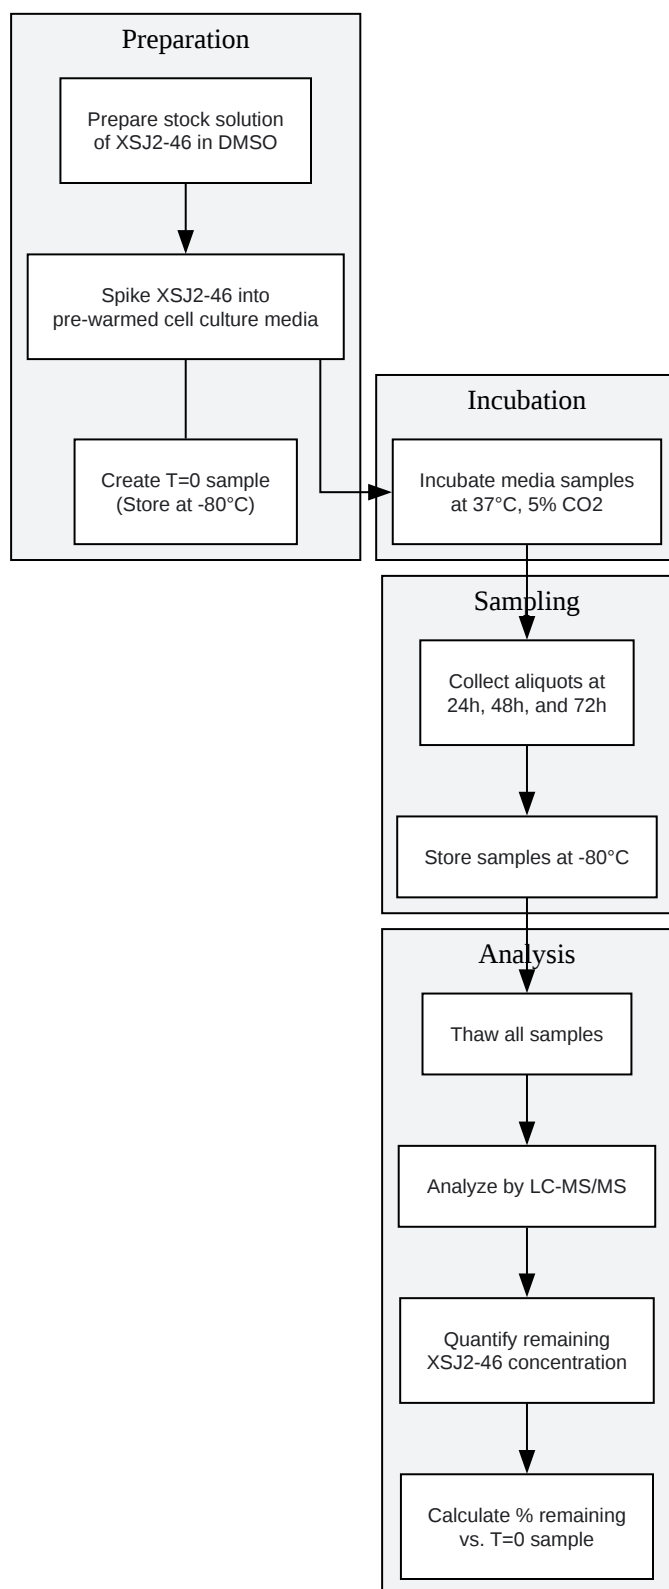 Preparation
Prepare stock solution
of XSJ2-46 in DMSO
Spike XSJ2-46 into
pre-warmed cell culture media
Create T=0 sample
(Store at -80°C)
Incubation
Incubate media samples
at 37°C, 5% CO2
Sampling
Collect aliquots at
24h, 48h, and 72h
Store samples at -80°C
Analysis
Thaw all samples
Analyze by LC-MS/MS
Quantify remaining
XSJ2-46 concentration
Calculate % remaining
vs. T=0 sample